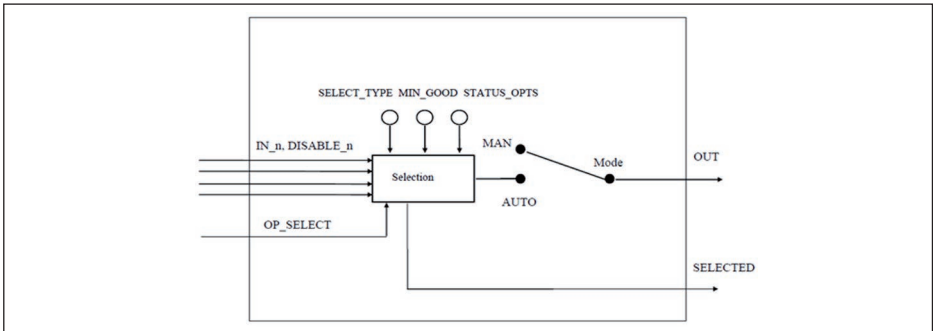 SELECT_TYPE MIN_GOOD STATUS_OPTS
IN_n, DISABLE_n
MAN
Mode
OUT
Selection
AUTO
OP_SELECT
SELECTED